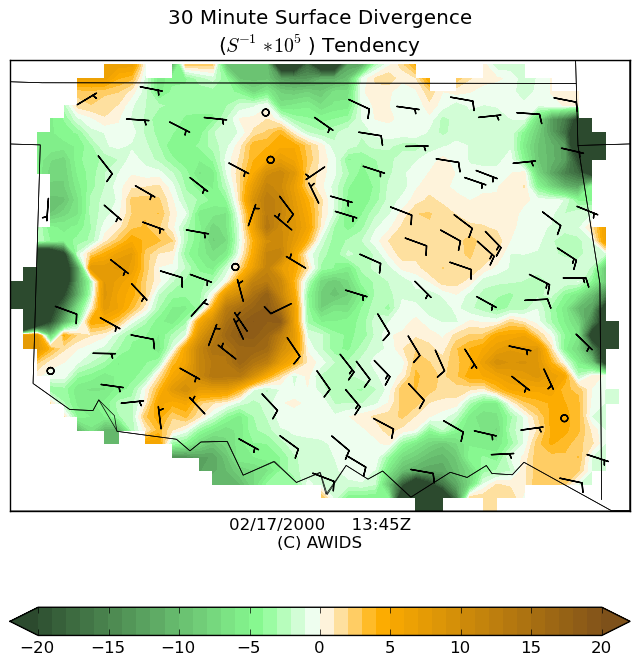 30 Minute Surface Divergence
(S⁻¹ * 10⁵ ) Tendency
02/17/2000 13:45Z
(C) AWIDS
−20 −15 −10 −5 0 5 10 15 20